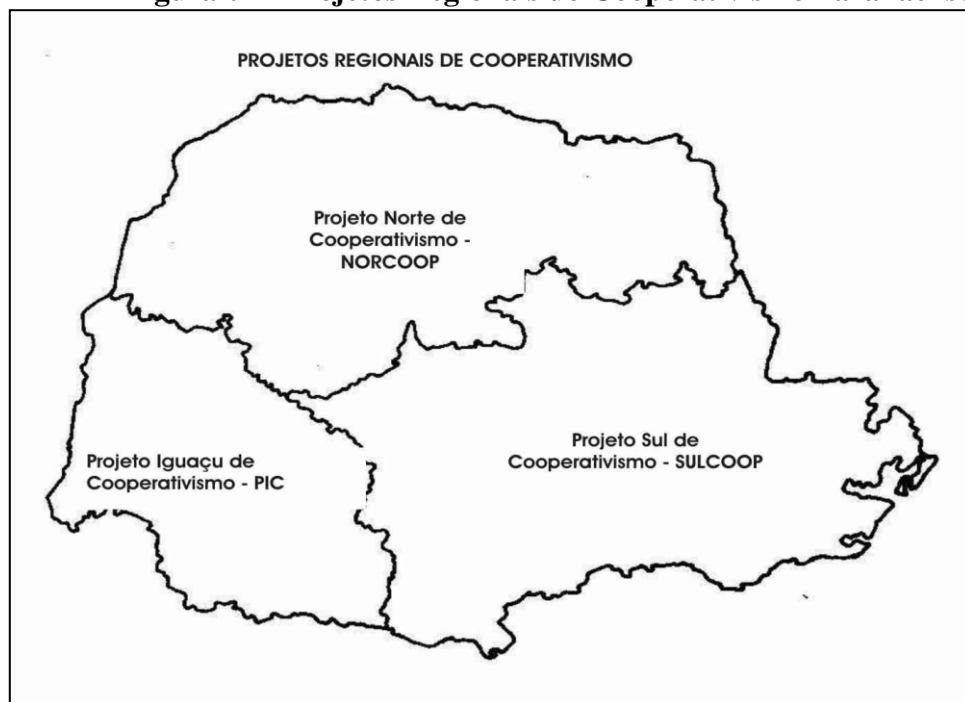 PROJETOS REGIONAIS DE COOPERATIVISMO
Projeto Norte de
Cooperativismo -
NORCOOP
Projeto Iguaçu de
Cooperativismo - PIC
Projeto Sul de
Cooperativismo - SULCOOP